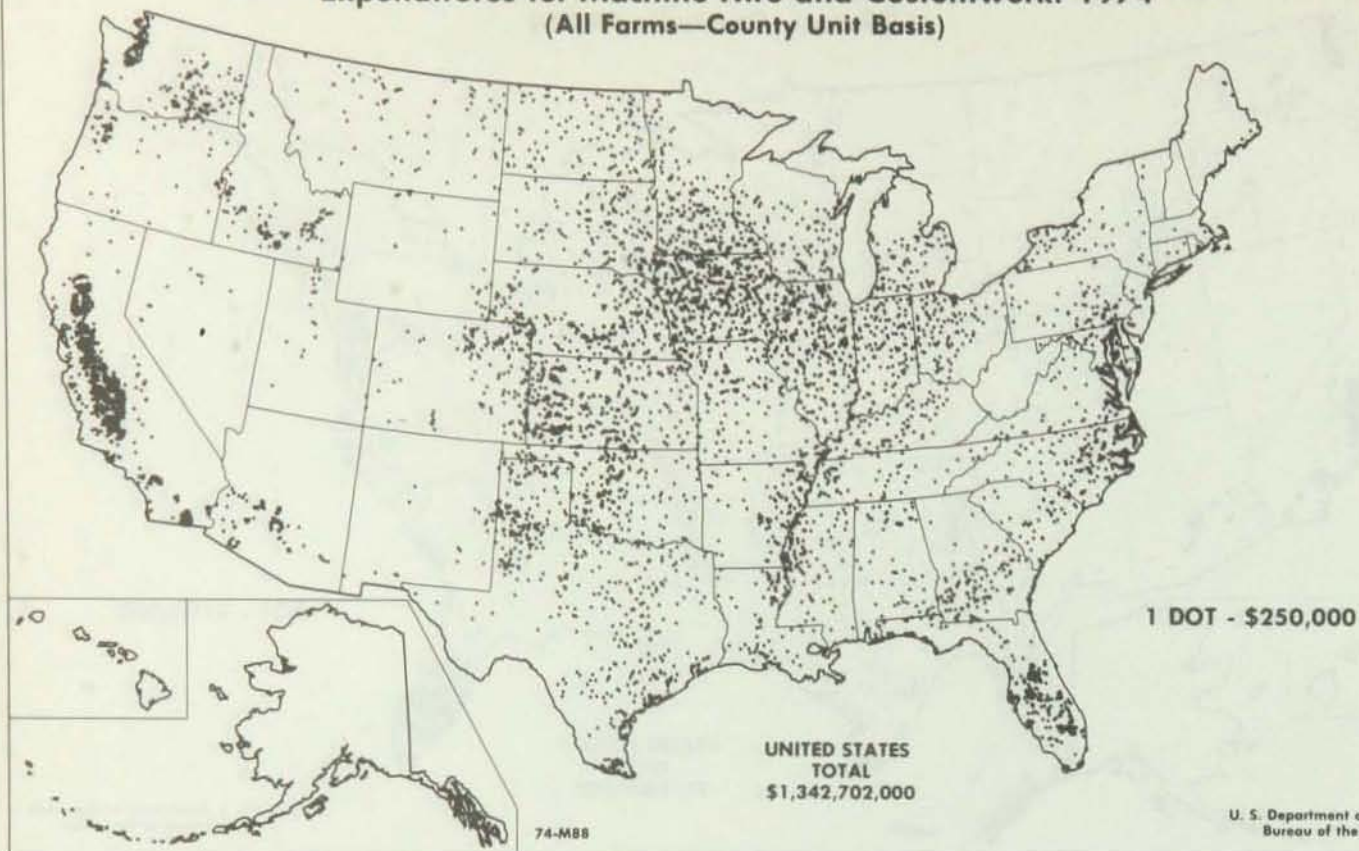 (All Farms—County Unit Basis)
1 DOT - $250,000
UNITED STATES
TOTAL
$1,342,702,000
74-M88
U. S. Department
Bureau of the